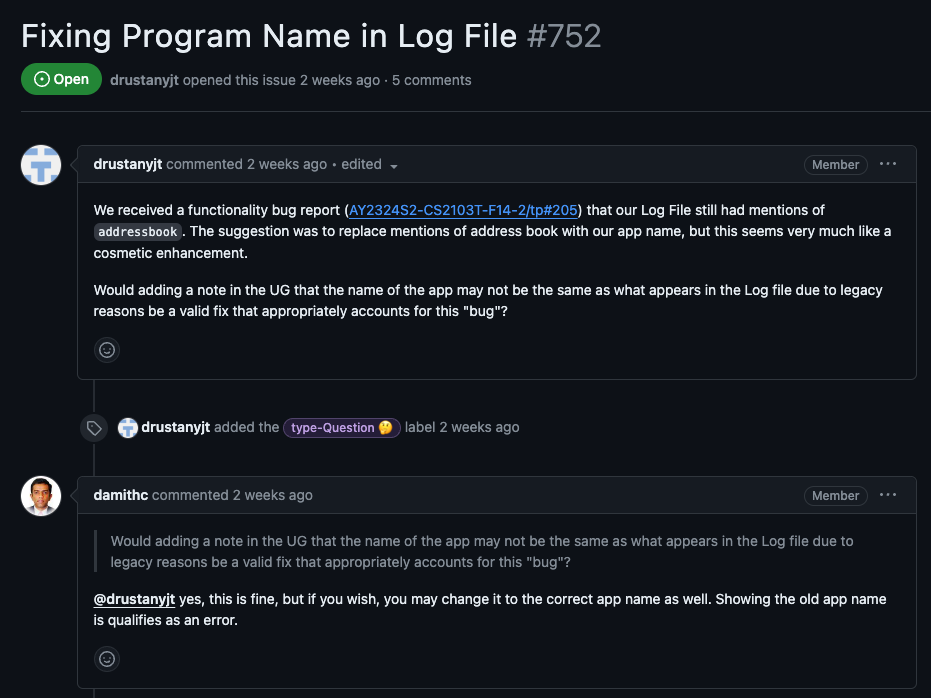 Fixing Program Name in Log File #752
Open drustanyjt opened this issue 2 weeks ago · 5 comments
drustanyjt commented 2 weeks ago • edited Member ...
We received a functionality bug report (AY2324S2-CS2103T-F14-2/tp#205) that our Log File still had mentions of
addressbook. The suggestion was to replace mentions of address book with our app name, but this seems very much like a
cosmetic enhancement.
Would adding a note in the UG that the name of the app may not be the same as what appears in the Log file due to legacy
reasons be a valid fix that appropriately accounts for this "bug"?
drustanyjt added the type-Question 🤔 label 2 weeks ago
damithc commented 2 weeks ago Member ...
Would adding a note in the UG that the name of the app may not be the same as what appears in the Log file due to
legacy reasons be a valid fix that appropriately accounts for this "bug"?
@drustanyjt yes, this is fine, but if you wish, you may change it to the correct app name as well. Showing the old app name
is qualifies as an error.